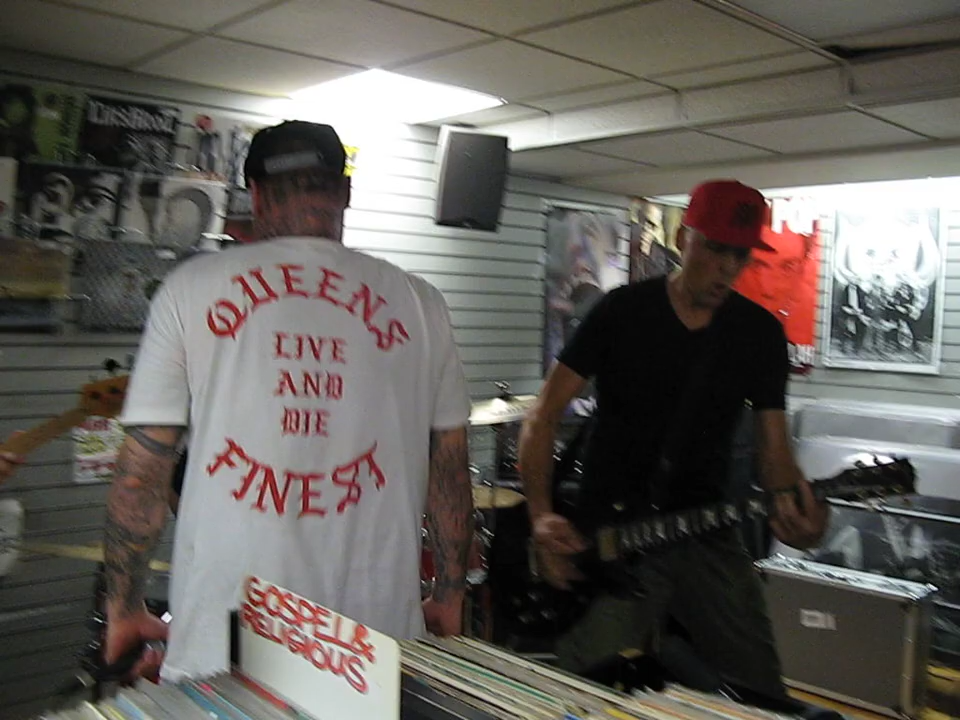 QUEENS
LIVE
AND
DIE
FINEST
GOSPEL &
RELIGIOUS